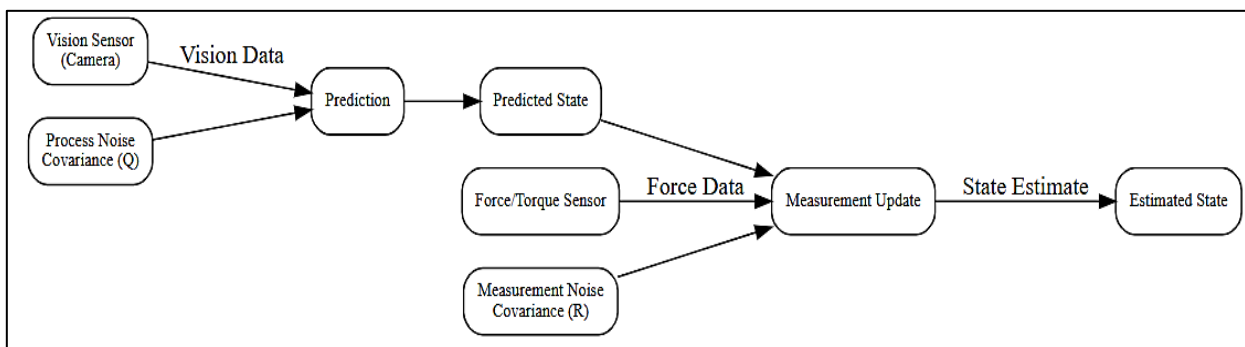 Vision Sensor
(Camera)
Vision Data
Prediction
Predicted State
Process Noise
Covariance (Q)
Force/Torque Sensor
Force Data
Measurement Update
State Estimate
Estimated State
Measurement Noise
Covariance (R)